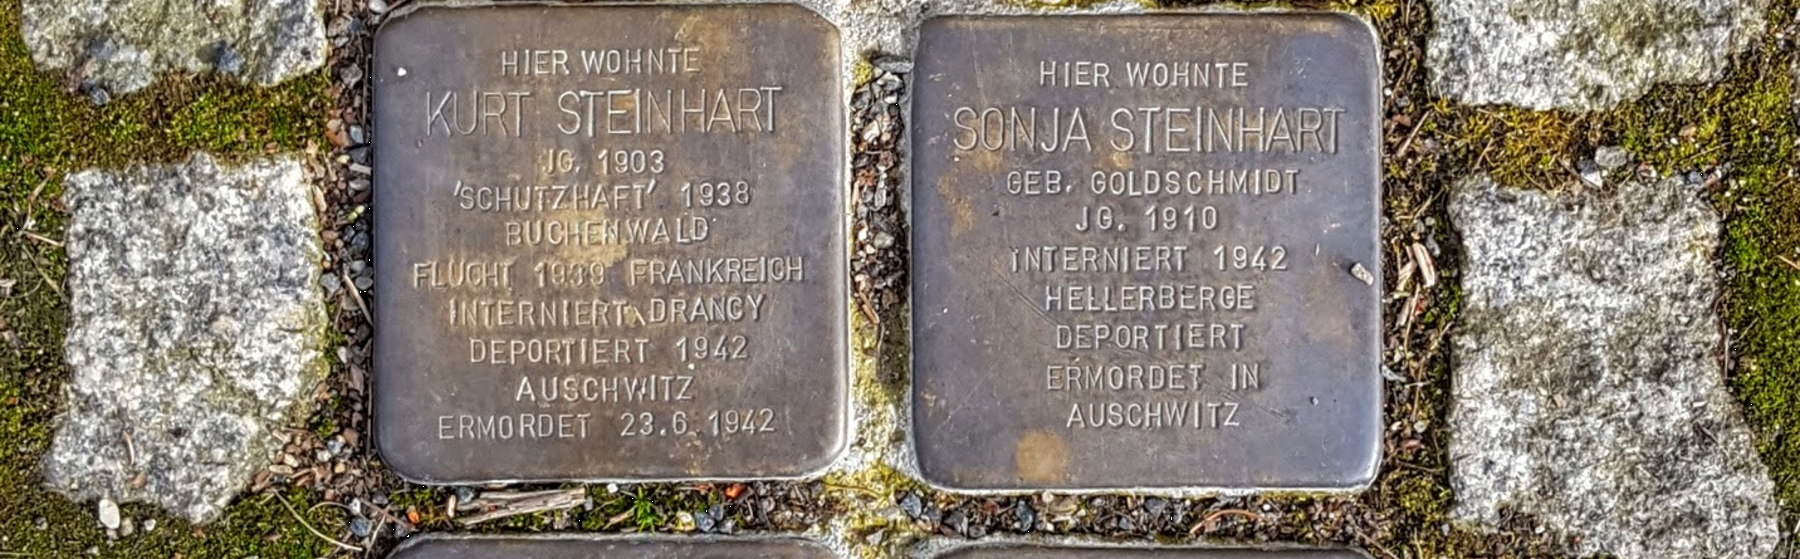 HIER WOHNTE
KURT STEINHART
JG. 1903
'SCHUTZHAFT' 1938
BUCHENWALD
FLUCHT 1939 FRANKREICH
INTERNIERT DRANCY
DEPORTIERT 1942
AUSCHWITZ
ERMORDET 23.6.1942
HIER WOHNTE
SONJA STEINHART
GEB. GOLDSCHMIDT
JG. 1910
INTERNIERT 1942
HELLERBERGE
DEPORTIERT
ERMORDET IN
AUSCHWITZ